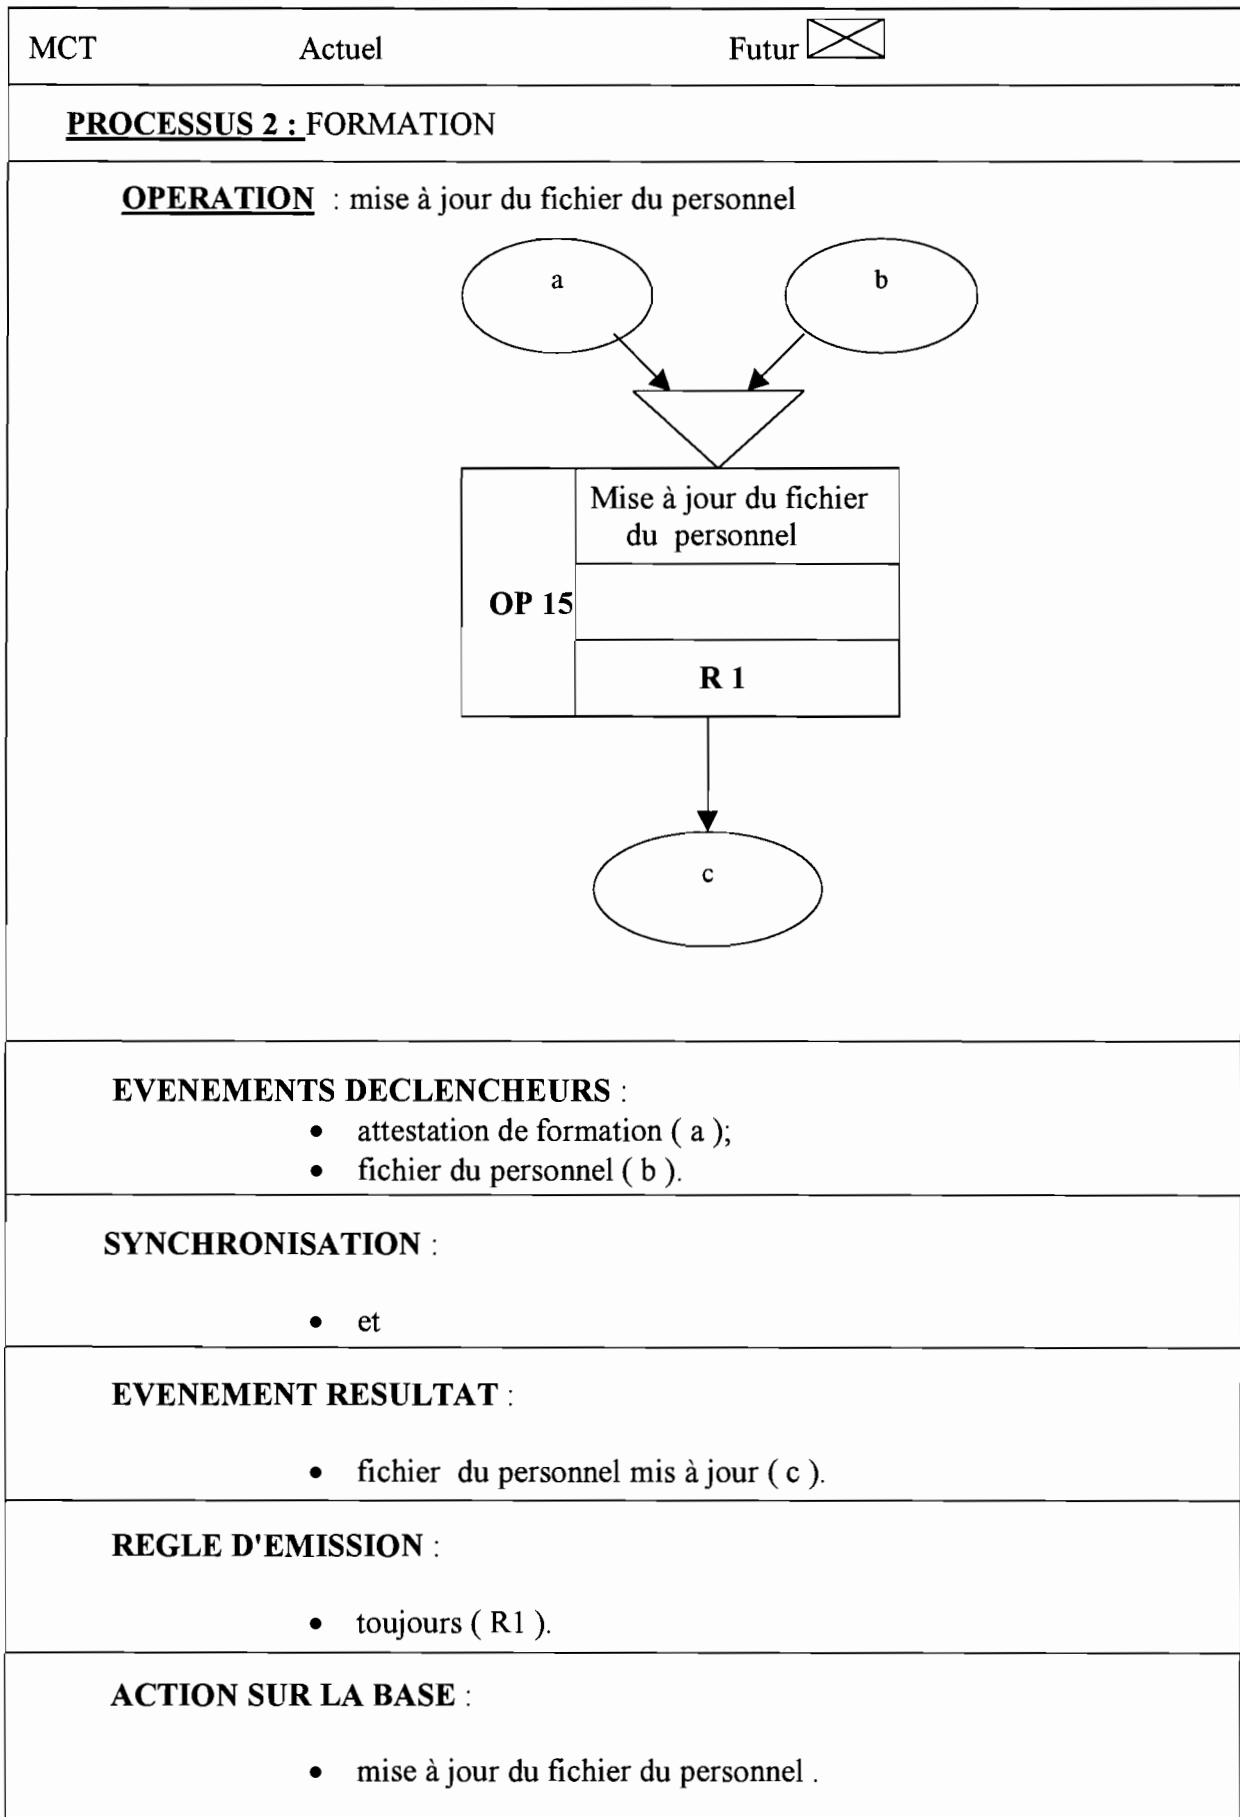 MCT Actuel Futur
PROCESSUS 2 : FORMATION
OPERATION : mise à jour du fichier du personnel
a b
Mise à jour du fichier
du personnel
OP 15
R 1
c
EVENEMENTS DECLENCHEURS :
• attestation de formation ( a );
• fichier du personnel ( b ).
SYNCHRONISATION :
• et
EVENEMENT RESULTAT :
• fichier du personnel mis à jour ( c ).
REGLE D'EMISSION :
• toujours ( R1 ).
ACTION SUR LA BASE :
• mise à jour du fichier du personnel .